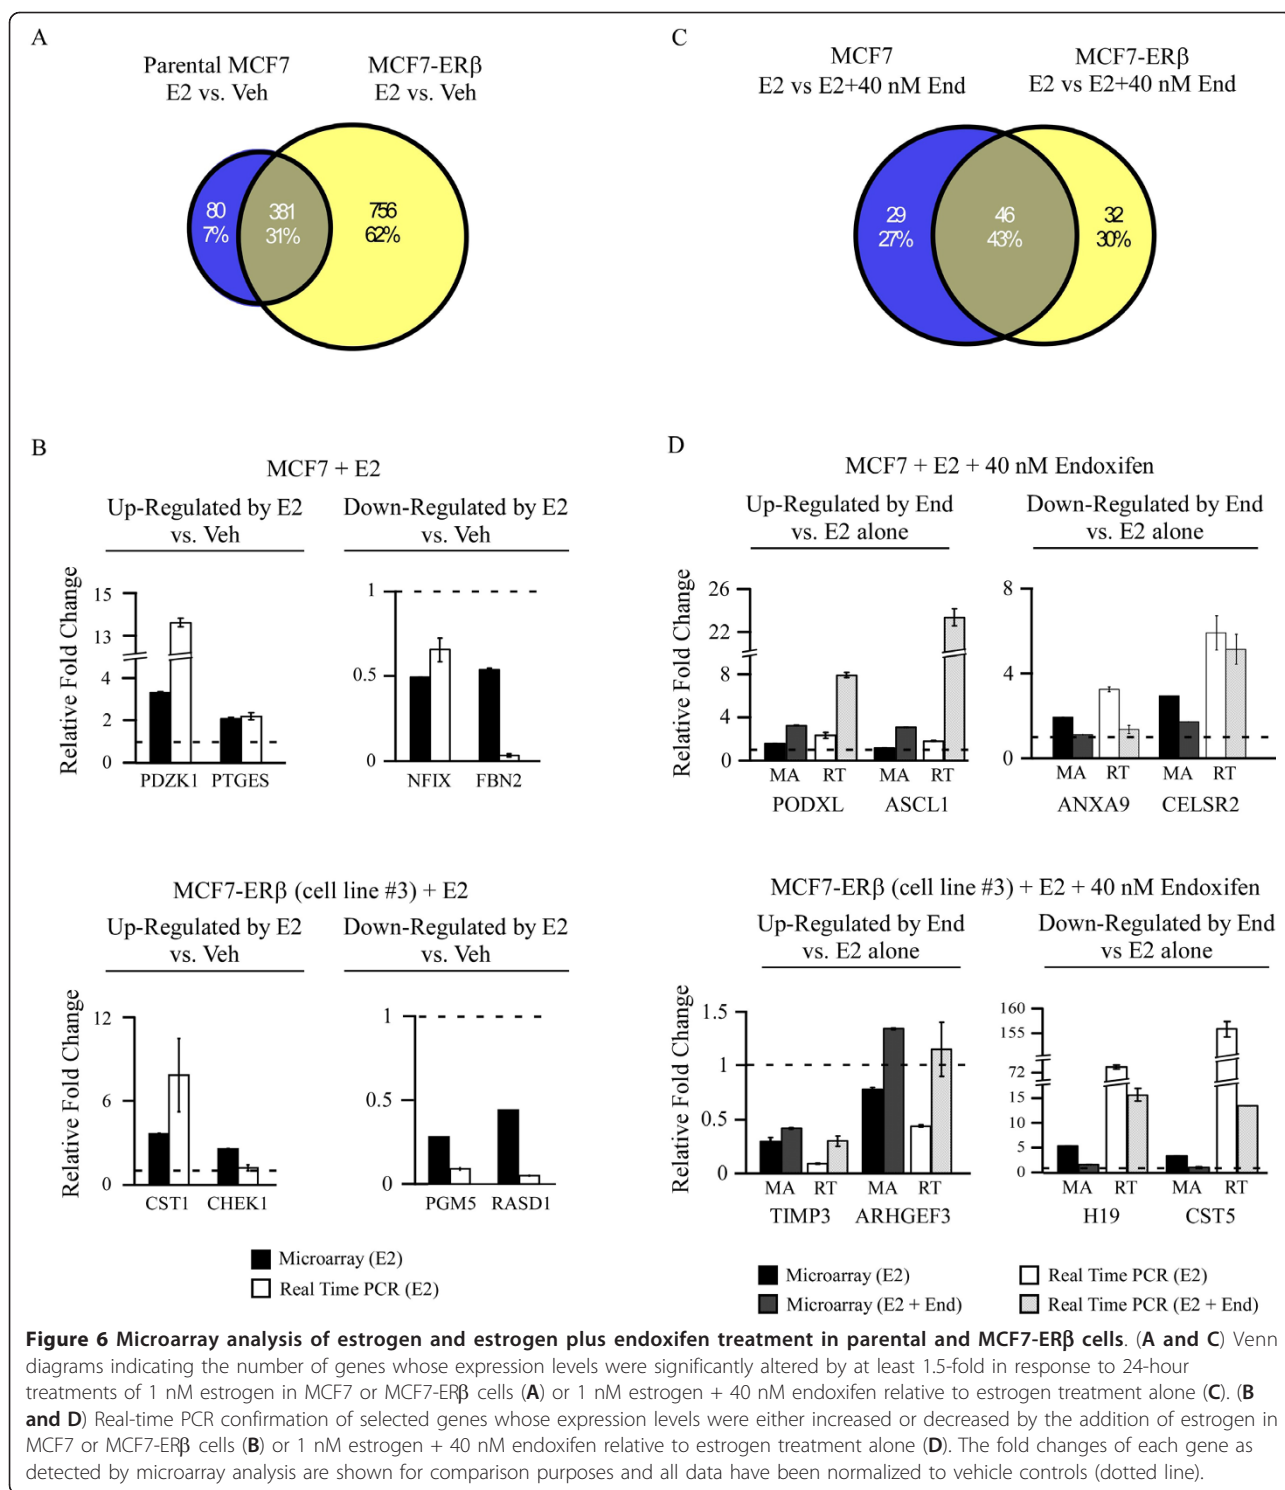 A
Parental MCF7
E2 vs. Veh
MCF7-ERβ
E2 vs. Veh
80
7%
381
31%
756
62%
C
MCF7
E2 vs E2+40 nM End
MCF7-ERβ
E2 vs E2+40 nM End
29
27%
46
43%
32
30%
B
MCF7 + E2
Up-Regulated by E2
vs. Veh
Down-Regulated by E2
vs. Veh
Relative Fold Change
15
13
4
2
0
PDZK1 PTGES
1
0.5
0
NFIX FBN2
MCF7-ERβ (cell line #3) + E2
Up-Regulated by E2
vs. Veh
Down-Regulated by E2
vs. Veh
Relative Fold Change
12
6
0
CST1 CHEK1
1
0.5
0
PGM5 RASD1
Microarray (E2)
Real Time PCR (E2)
D
MCF7 + E2 + 40 nM Endoxifen
Up-Regulated by End
vs. E2 alone
Down-Regulated by End
vs. E2 alone
Relative Fold Change
26
22
8
4
0
MA RT MA RT
PODXL ASCL1
8
4
0
MA RT MA RT
ANXA9 CELSR2
MCF7-ERβ (cell line #3) + E2 + 40 nM Endoxifen
Up-Regulated by End
vs. E2 alone
Down-Regulated by End
vs E2 alone
Relative Fold Change
1.5
1
0.5
0
MA RT MA RT
TIMP3 ARHGEF3
160
155
72
15
10
5
0
MA RT MA RT
H19 CST5
Microarray (E2)
Microarray (E2 + End)
Real Time PCR (E2)
Real Time PCR (E2 + End)
Figure 6 Microarray analysis of estrogen and estrogen plus endoxifen treatment in parental and MCF7-ERβ cells. (A and C) Venn
diagrams indicating the number of genes whose expression levels were significantly altered by at least 1.5-fold in response to 24-hour
treatments of 1 nM estrogen in MCF7 or MCF7-ERβ cells (A) or 1 nM estrogen + 40 nM endoxifen relative to estrogen treatment alone (C). (B
and D) Real-time PCR confirmation of selected genes whose expression levels were either increased or decreased by the addition of estrogen in
MCF7 or MCF7-ERβ cells (B) or 1 nM estrogen + 40 nM endoxifen relative to estrogen treatment alone (D). The fold changes of each gene as
detected by microarray analysis are shown for comparison purposes and all data have been normalized to vehicle controls (dotted line).